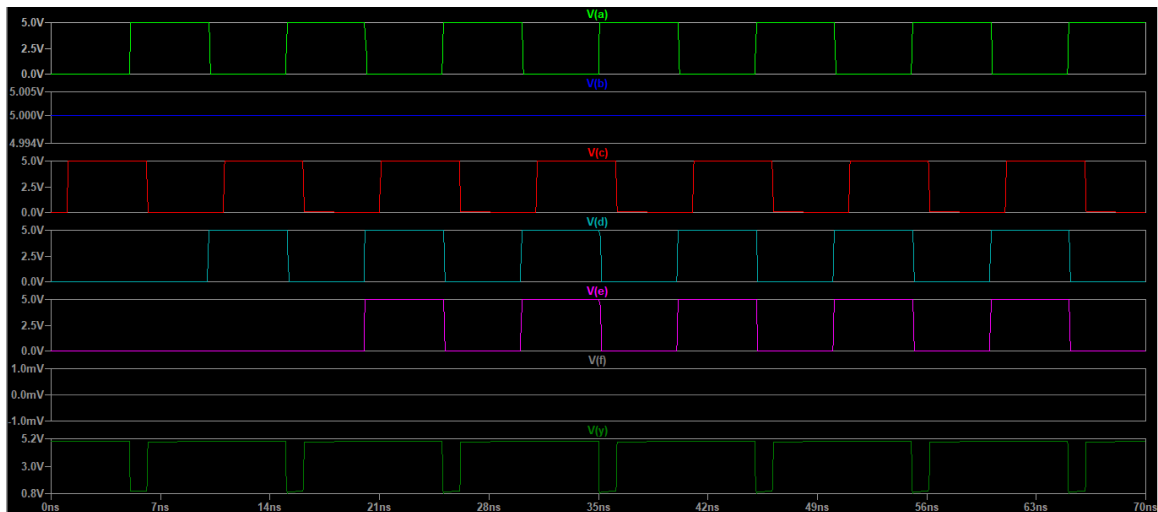 V(a)
5.0V
2.5V
0.0V
V(b)
5.005V
5.000V
4.994V
V(c)
5.0V
2.5V
0.0V
V(d)
5.0V
2.5V
0.0V
V(e)
5.0V
2.5V
0.0V
V(f)
1.0mV
0.0mV
-1.0mV
V(y)
5.2V
3.0V
0.8V
0ns 7ns 14ns 21ns 28ns 35ns 42ns 49ns 56ns 63ns 70ns